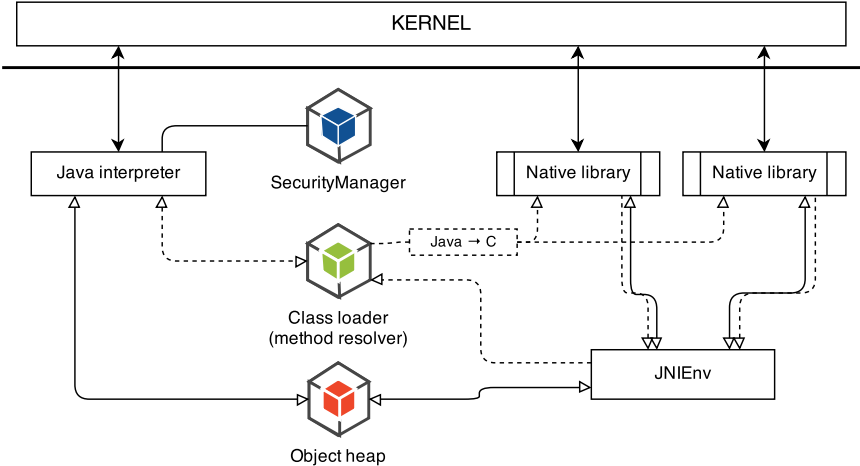 KERNEL
Java interpreter
SecurityManager
Native library
Native library
Java → C
Class loader
(method resolver)
JNIEnv
Object heap